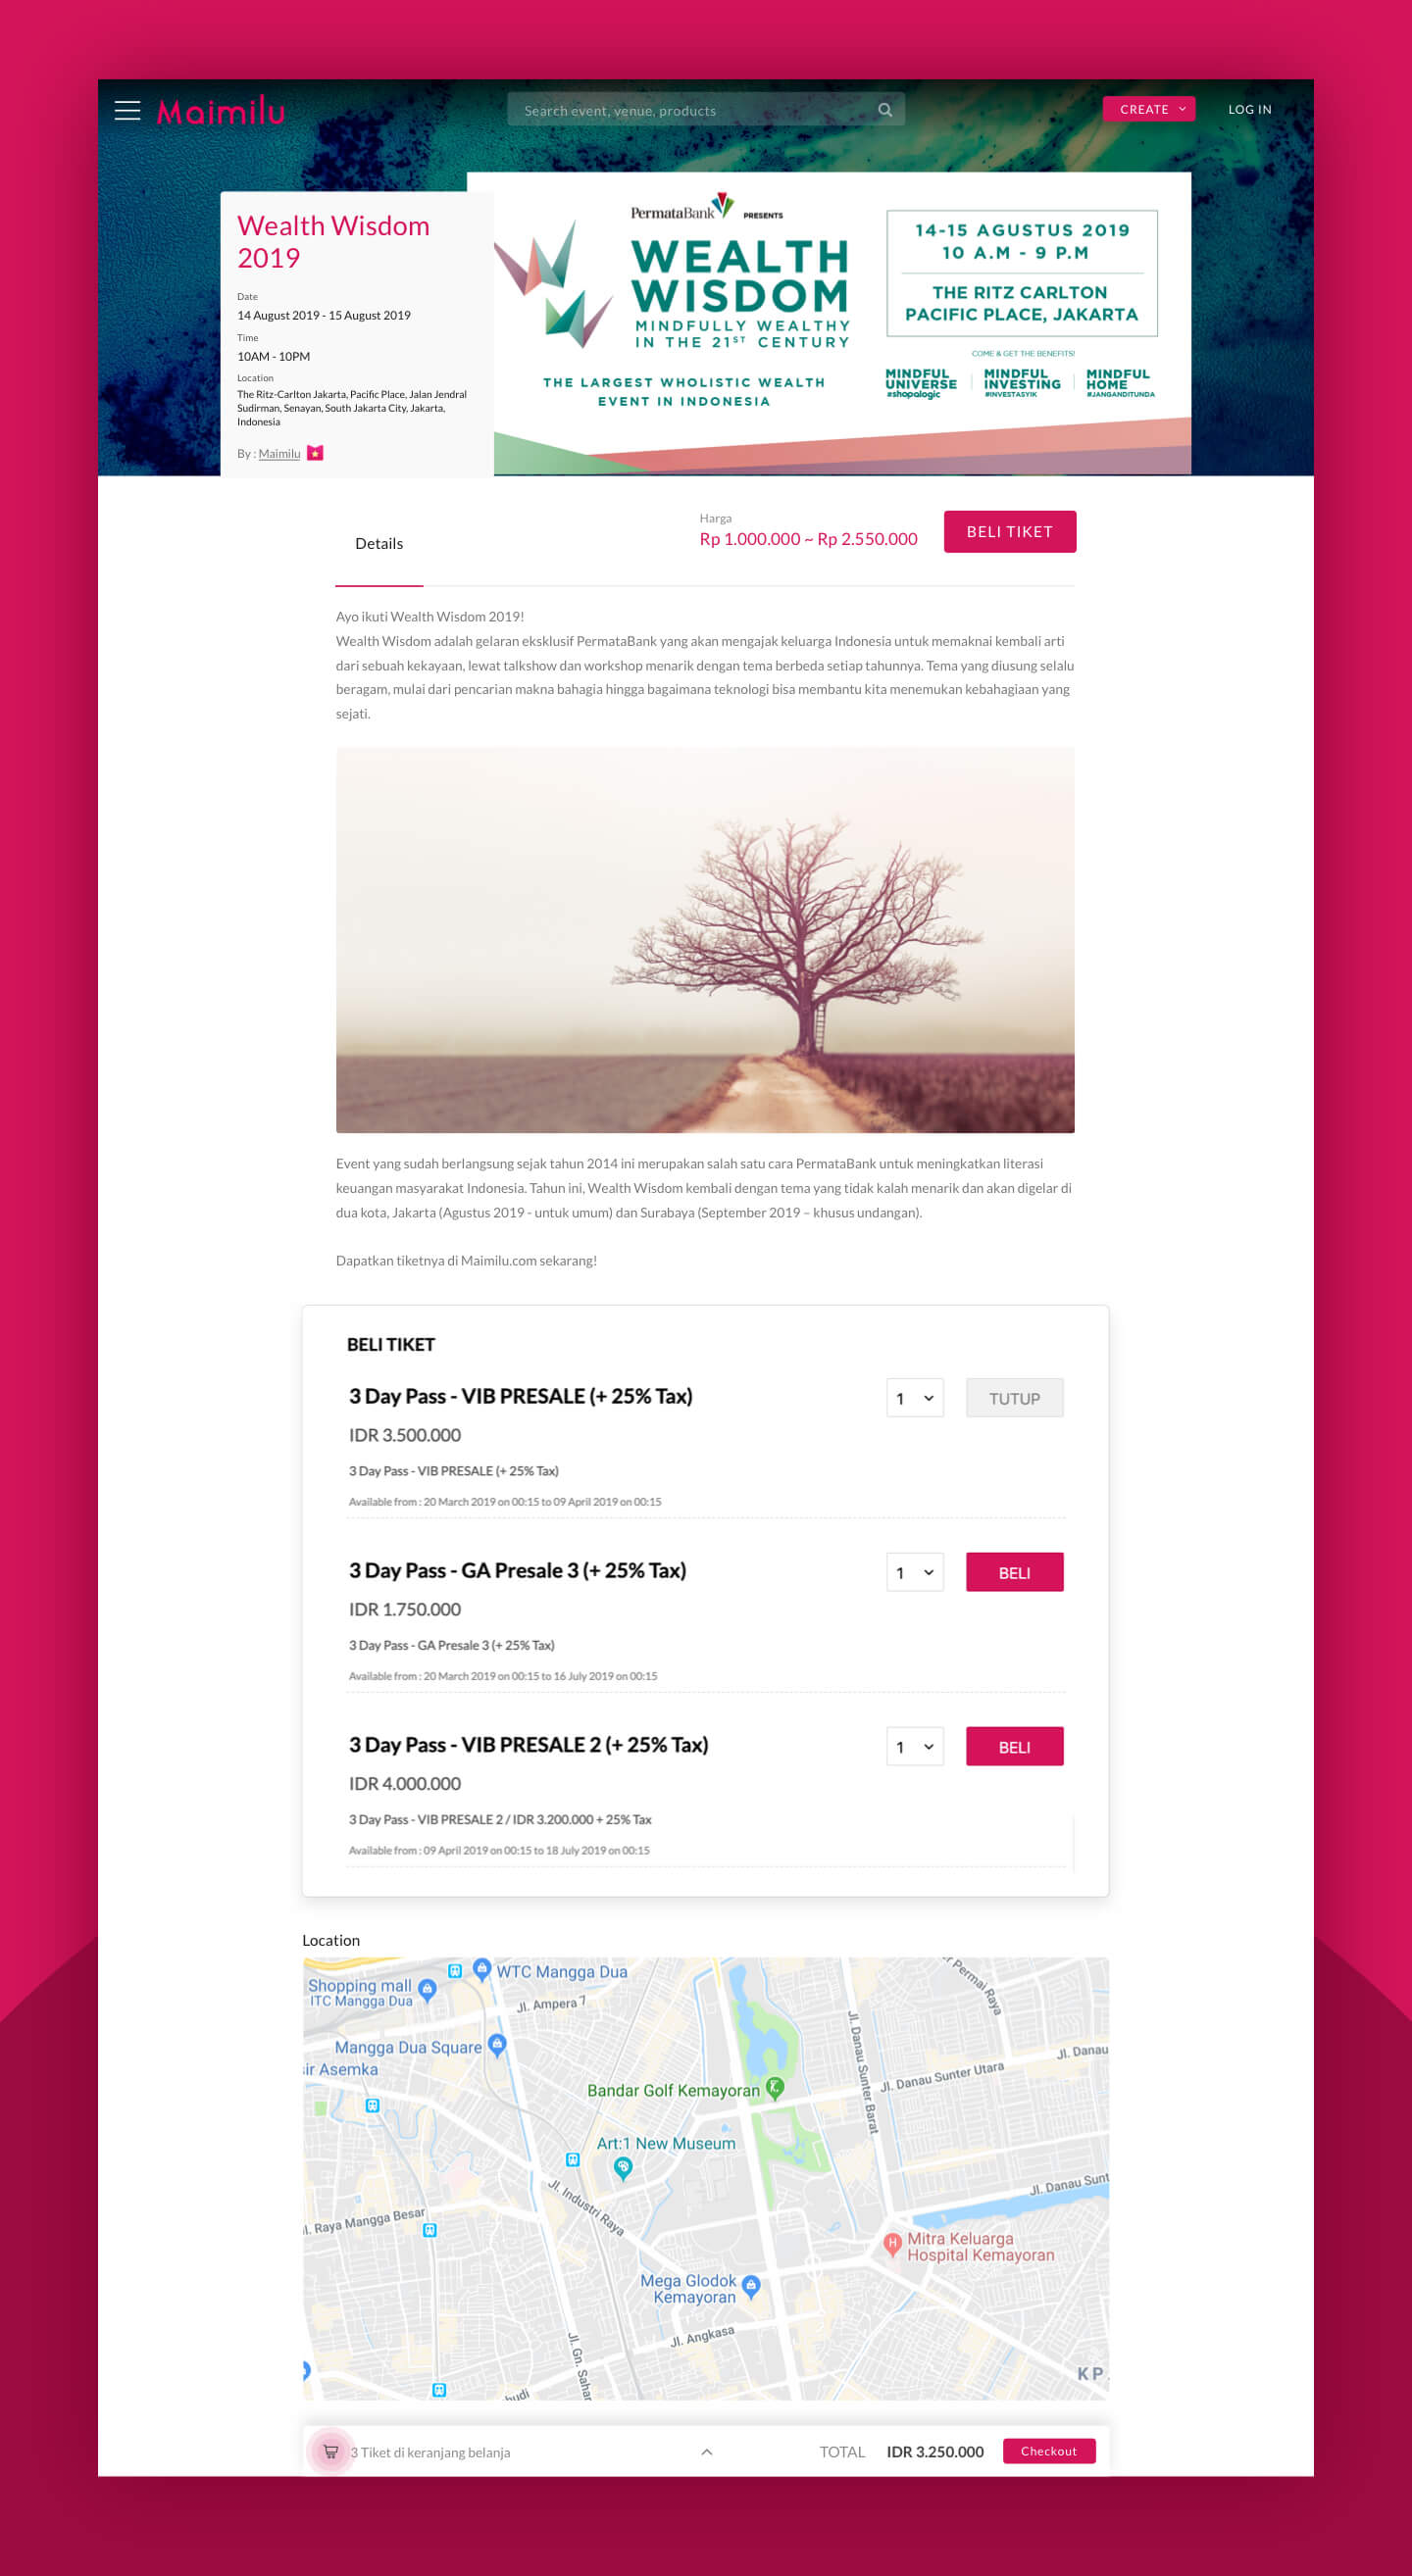 Maimilu
Search event, venue, products
CREATE
LOG IN
Wealth Wisdom
2019
Date
14 August 2019 - 15 August 2019
Time
10AM - 10PM
Location
The Ritz-Carlton Jakarta, Pacific Place, Jalan Jendral
Sudirman, Senayan, South Jakarta City, Jakarta,
Indonesia
By : Maimilu
PermataBank PRESENTS
WEALTH
WISDOM
MINDFULLY WEALTHY
IN THE 21ST CENTURY
THE LARGEST WHOLISTIC WEALTH
EVENT IN INDONESIA
14-15 AGUSTUS 2019
10 A.M - 9 P.M
THE RITZ CARLTON
PACIFIC PLACE, JAKARTA
COME & GET THE BENEFITS!
MINDFUL
UNIVERSE
#shopalogic
MINDFUL
INVESTING
#INVESTASYIK
MINDFUL
HOME
#JANGANDITUNDA
Details
Harga
Rp 1.000.000 ~ Rp 2.550.000
BELI TIKET
Ayo ikuti Wealth Wisdom 2019!
Wealth Wisdom adalah gelaran eksklusif PermataBank yang akan mengajak keluarga Indonesia untuk memaknai kembali arti
dari sebuah kekayaan, lewat talkshow dan workshop menarik dengan tema berbeda setiap tahunnya. Tema yang diusung selalu
beragam, mulai dari pencarian makna bahagia hingga bagaimana teknologi bisa membantu kita menemukan kebahagiaan yang
sejati.
Event yang sudah berlangsung sejak tahun 2014 ini merupakan salah satu cara PermataBank untuk meningkatkan literasi
keuangan masyarakat Indonesia. Tahun ini, Wealth Wisdom kembali dengan tema yang tidak kalah menarik dan akan digelar di
dua kota, Jakarta (Agustus 2019 - untuk umum) dan Surabaya (September 2019 – khusus undangan).
Dapatkan tiketnya di Maimilu.com sekarang!
BELI TIKET
3 Day Pass - VIB PRESALE (+ 25% Tax)
1
TUTUP
IDR 3.500.000
3 Day Pass - VIB PRESALE (+ 25% Tax)
Available from : 20 March 2019 on 00:15 to 09 April 2019 on 00:15
3 Day Pass - GA Presale 3 (+ 25% Tax)
1
BELI
IDR 1.750.000
3 Day Pass - GA Presale 3 (+ 25% Tax)
Available from : 20 March 2019 on 00:15 to 16 July 2019 on 00:15
3 Day Pass - VIB PRESALE 2 (+ 25% Tax)
1
BELI
IDR 4.000.000
3 Day Pass - VIB PRESALE 2 / IDR 3.200.000 + 25% Tax
Available from : 09 April 2019 on 00:15 to 18 July 2019 on 00:15
Location
WTC Mangga Dua
Shopping mall
ITC Mangga Dua
Jl. Ampera 7
r Permai Raya
Mangga Dua Square
ir Asemka
Jl. Danau Sunter Barat
Jl. Danau
Jl. Danau Sunter Utara
Bandar Golf Kemayoran
Art:1 New Museum
Jl. Industri Raya
Jl. Danau Sunt
l. Raya Mangga Besar
H
Mitra Keluarga
Hospital Kemayoran
Mega Glodok
Kemayoran
Jl. Angkasa
Jl. Gn. Sahar
KP.
budi
3 Tiket di keranjang belanja
TOTAL
IDR 3.250.000
Checkout